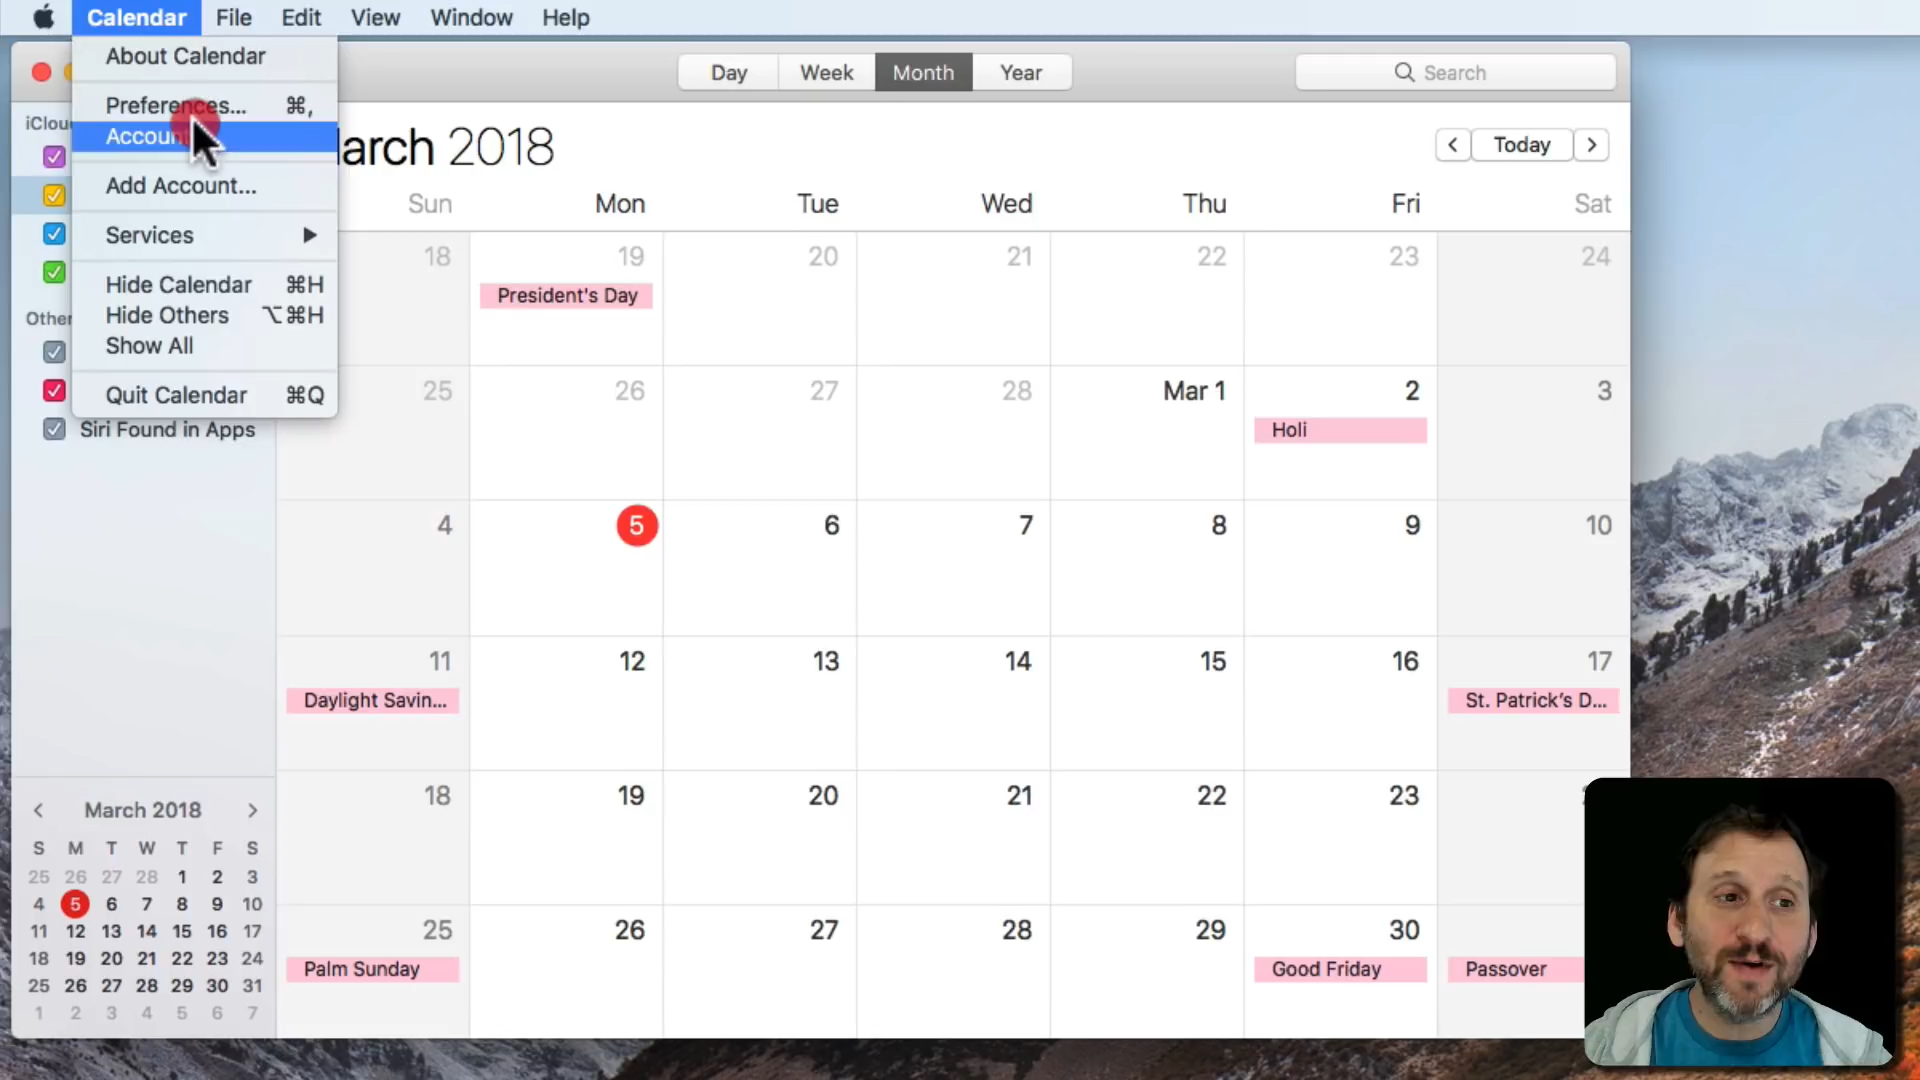 Calendar File Edit View Window Help
About Calendar
Preferences... ⌘,
Accoun
Add Account...
Services ▶
Hide Calendar ⌘H
Hide Others ⌥⌘H
Show All
Quit Calendar ⌘Q
iClou
Other
Siri Found in Apps
Day Week Month Year
Search
arch 2018
< Today >
Sun Mon Tue Wed Thu Fri Sat
18 19 20 21 22 23 24
President's Day
25 26 27 28 Mar 1 2 3
Holi
4 5 6 7 8 9 10
11 12 13 14 15 16 17
Daylight Savin... St. Patrick's D...
18 19 20 21 22 23
25 26 27 28 29 30
Palm Sunday Good Friday Passover
< March 2018 >
S M T W T F S
25 26 27 28 1 2 3
4 5 6 7 8 9 10
11 12 13 14 15 16 17
18 19 20 21 22 23 24
25 26 27 28 29 30 31
1 2 3 4 5 6 7